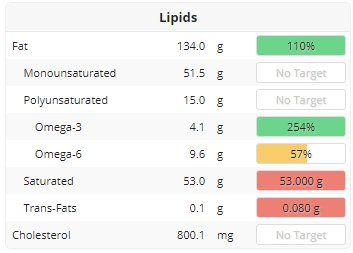 Lipids
Fat 134.0 g 110%
Monounsaturated 51.5 g No Target
Polyunsaturated 15.0 g No Target
Omega-3 4.1 g 254%
Omega-6 9.6 g 57%
Saturated 53.0 g 53.000 g
Trans-Fats 0.1 g 0.080 g
Cholesterol 800.1 mg No Target